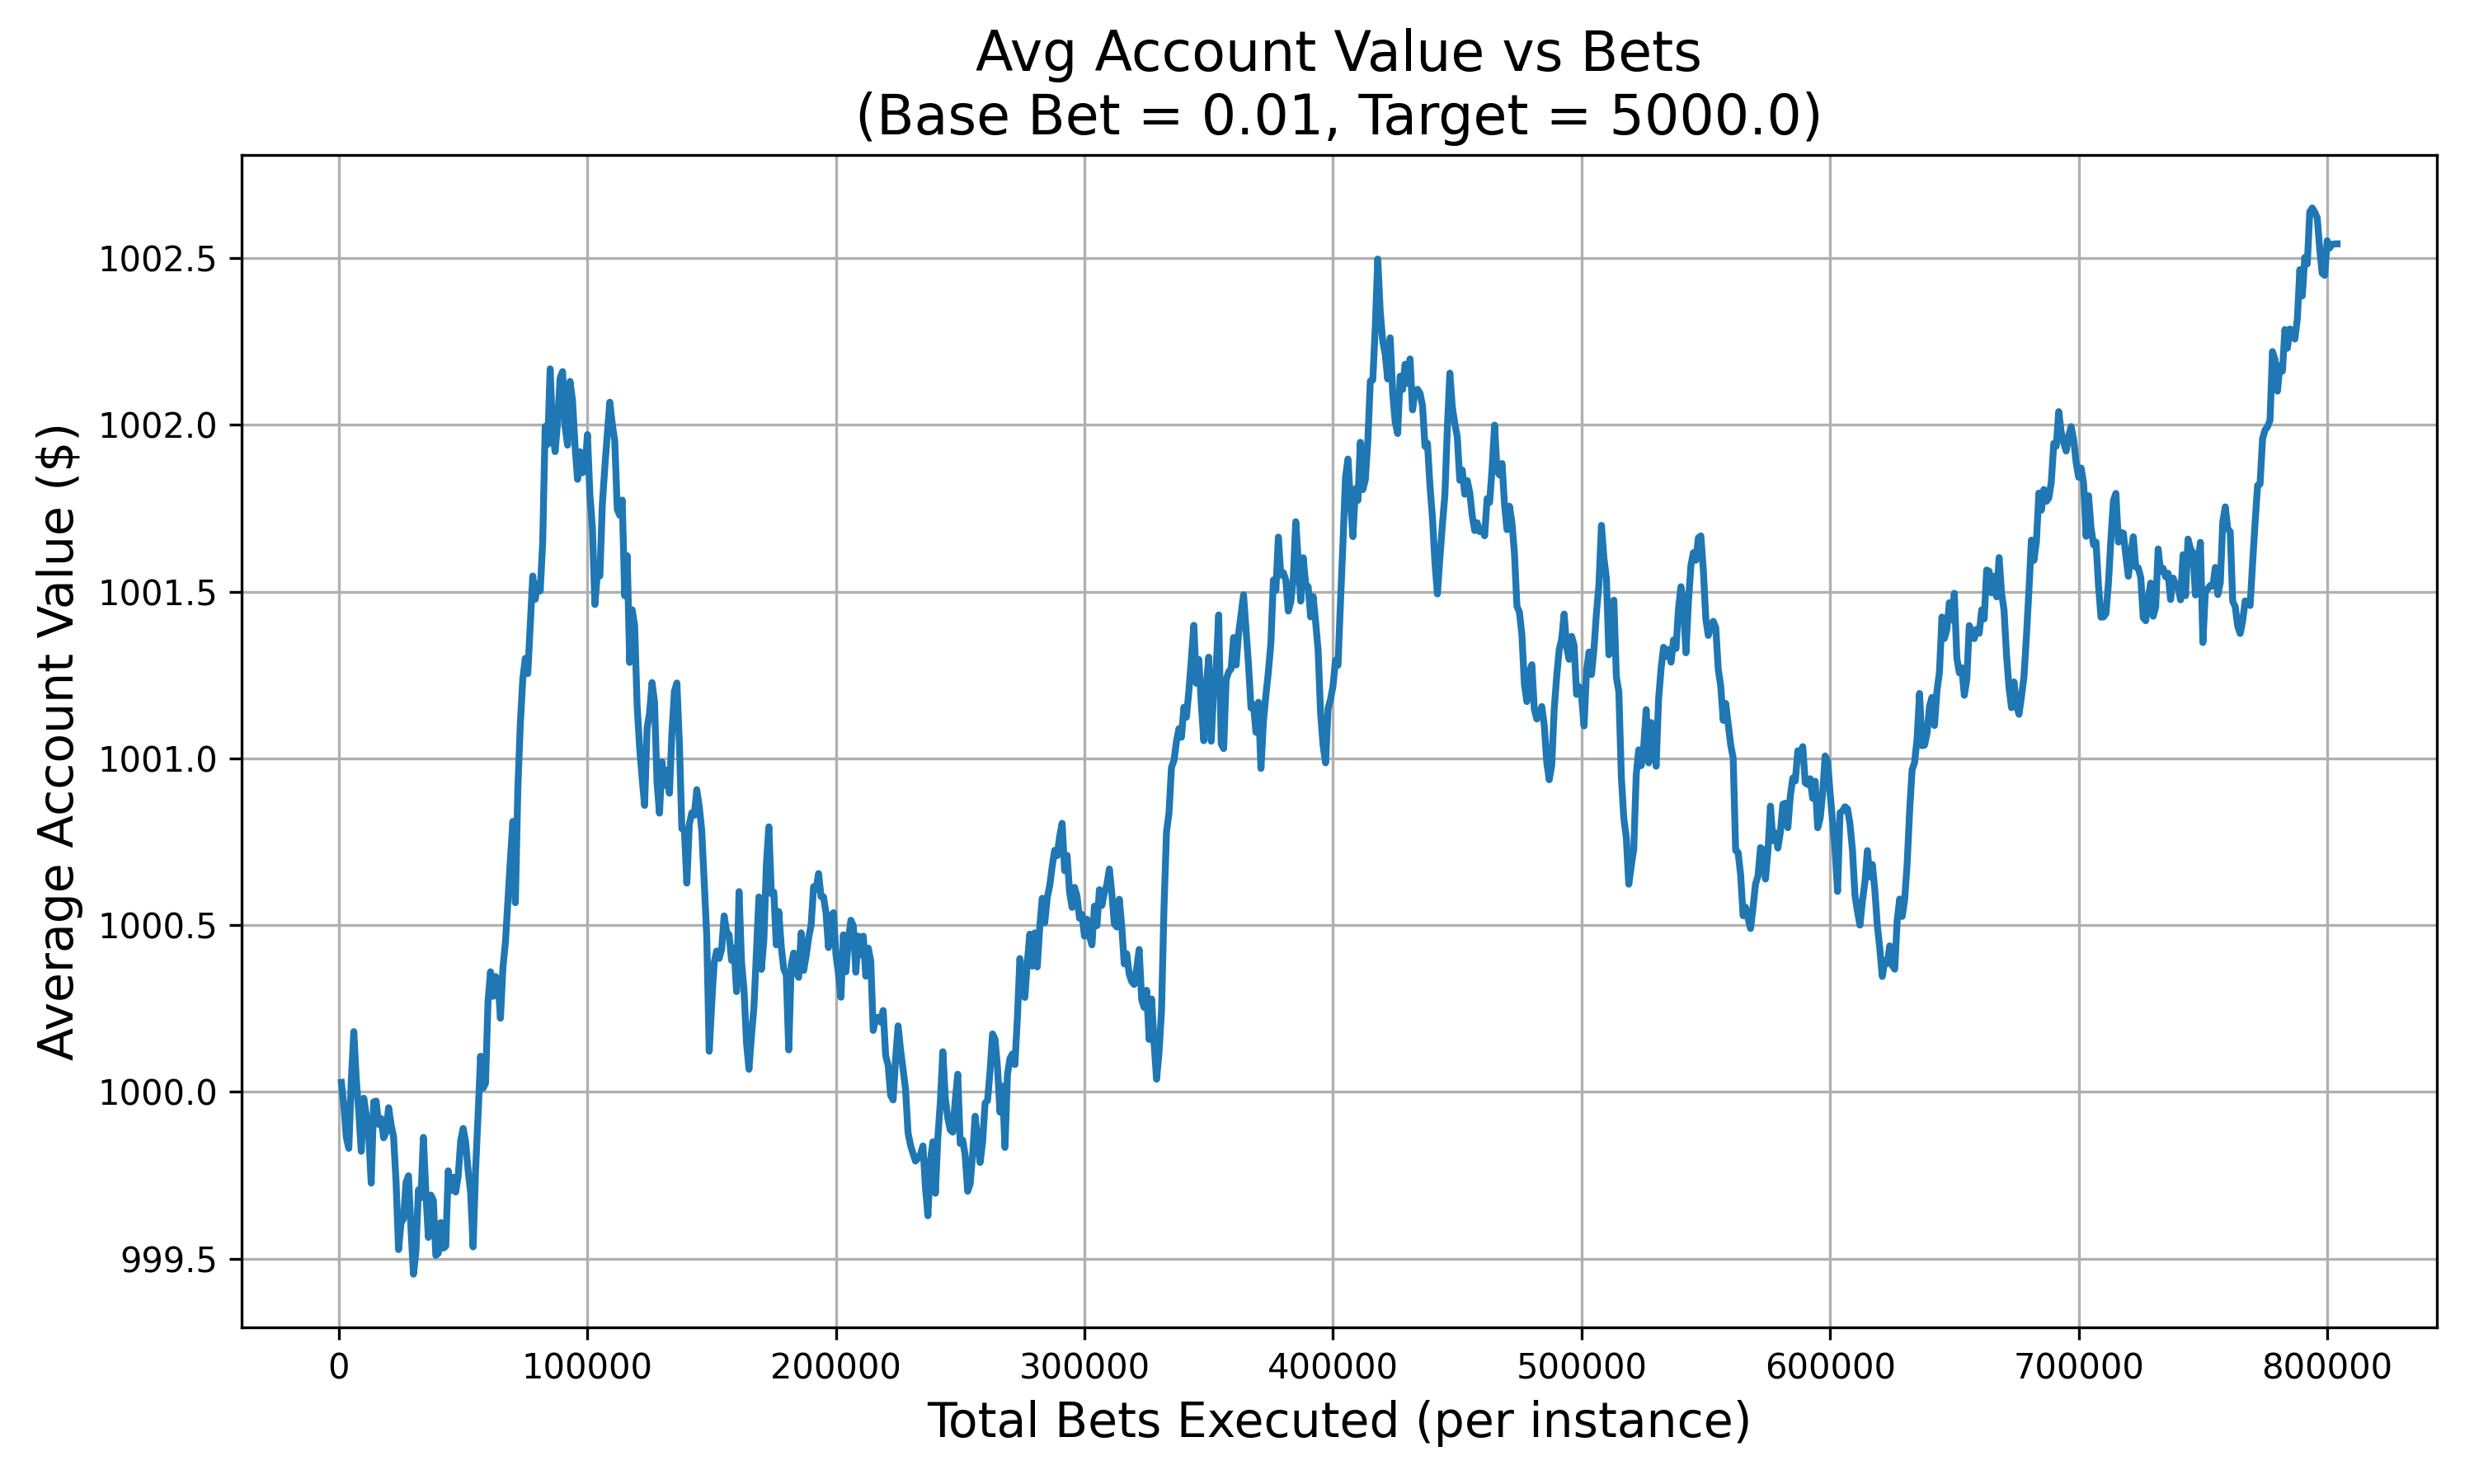 Avg Account Value vs Bets
(Base Bet = 0.01, Target = 5000.0)
Average Account Value ($)
1002.5
1002.0
1001.5
1001.0
1000.5
1000.0
999.5
0 100000 200000 300000 400000 500000 600000 700000 800000
Total Bets Executed (per instance)